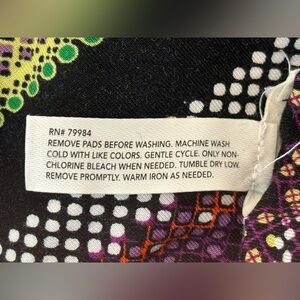 RN# 79984
REMOVE PADS BEFORE WASHING. MACHINE WASH
COLD WITH LIKE COLORS. GENTLE CYCLE. ONLY NON-
CHLORINE BLEACH WHEN NEEDED. TUMBLE DRY LOW.
REMOVE PROMPTLY. WARM IRON AS NEEDED.